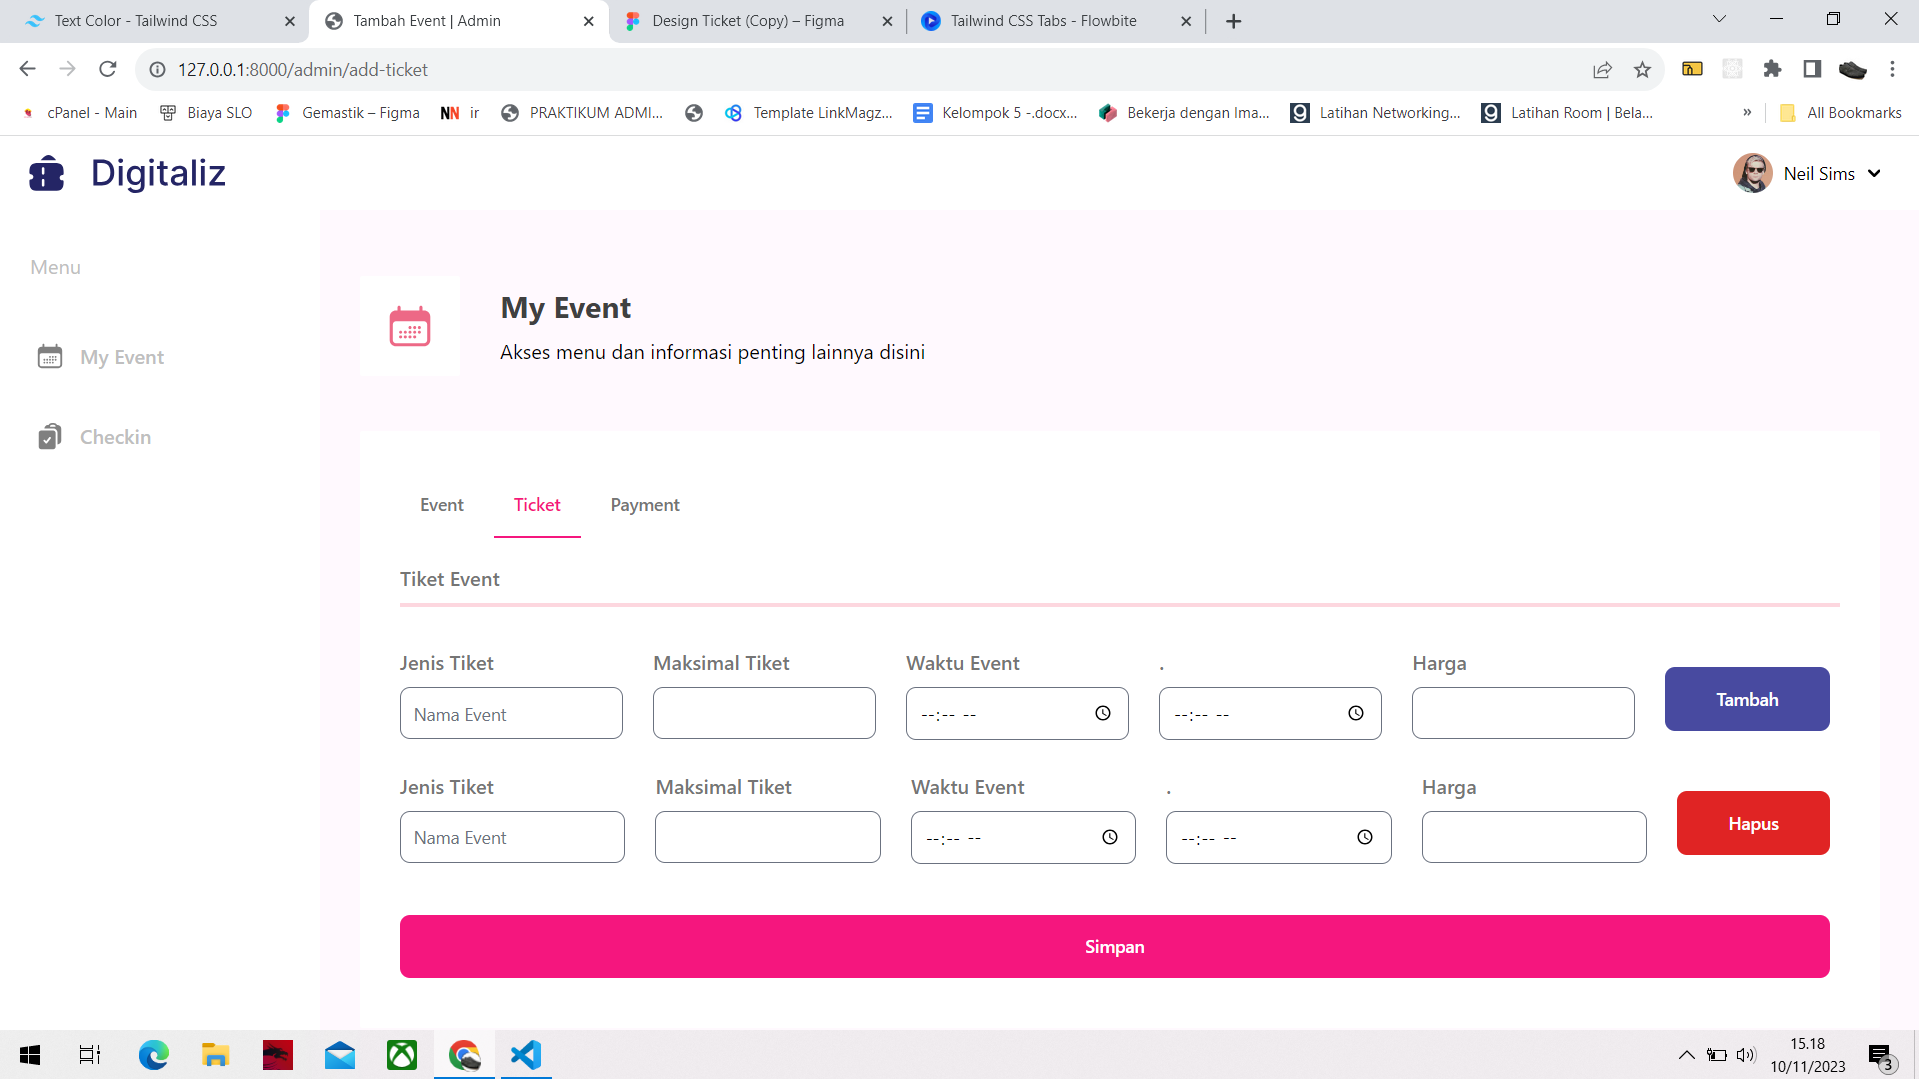 Text Color - Tailwind CSS
Tambah Event | Admin
Design Ticket (Copy) – Figma
Tailwind CSS Tabs - Flowbite
127.0.0.1:8000/admin/add-ticket
cPanel - Main
Biaya SLO
Gemastik – Figma
NN ir
PRAKTIKUM ADMI...
Template LinkMagz...
Kelompok 5 -.docx...
Bekerja dengan Ima...
Latihan Networking...
Latihan Room | Bela...
»
All Bookmarks
Digitaliz
Neil Sims
Menu
My Event
Checkin
My Event
Akses menu dan informasi penting lainnya disini
Event Ticket Payment
Tiket Event
Jenis Tiket Maksimal Tiket Waktu Event . Harga
Nama Event --:-- -- --:-- -- Tambah
Jenis Tiket Maksimal Tiket Waktu Event . Harga
Nama Event --:-- -- --:-- -- Hapus
Simpan
15.18
10/11/2023
3